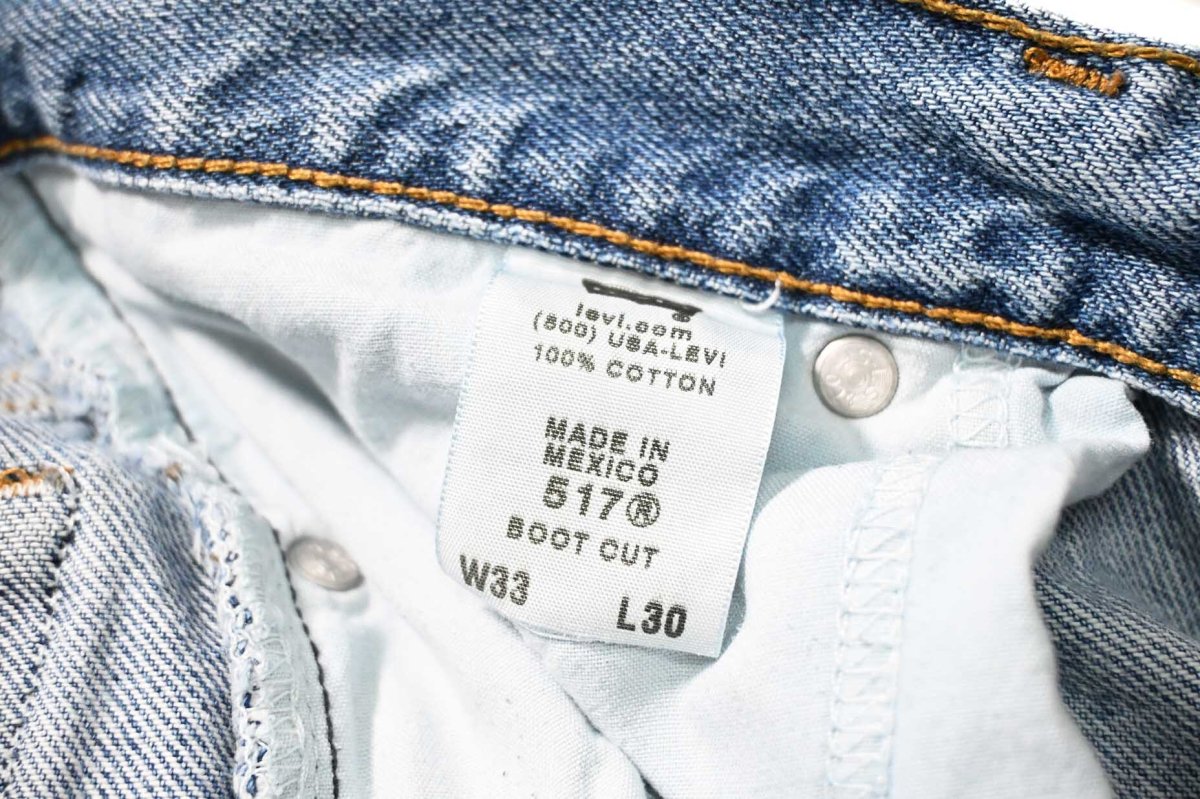 levi.com
(800) USA-LEVI
100% COTTON
MADE IN
MEXICO
517®
BOOT CUT
W33 L30